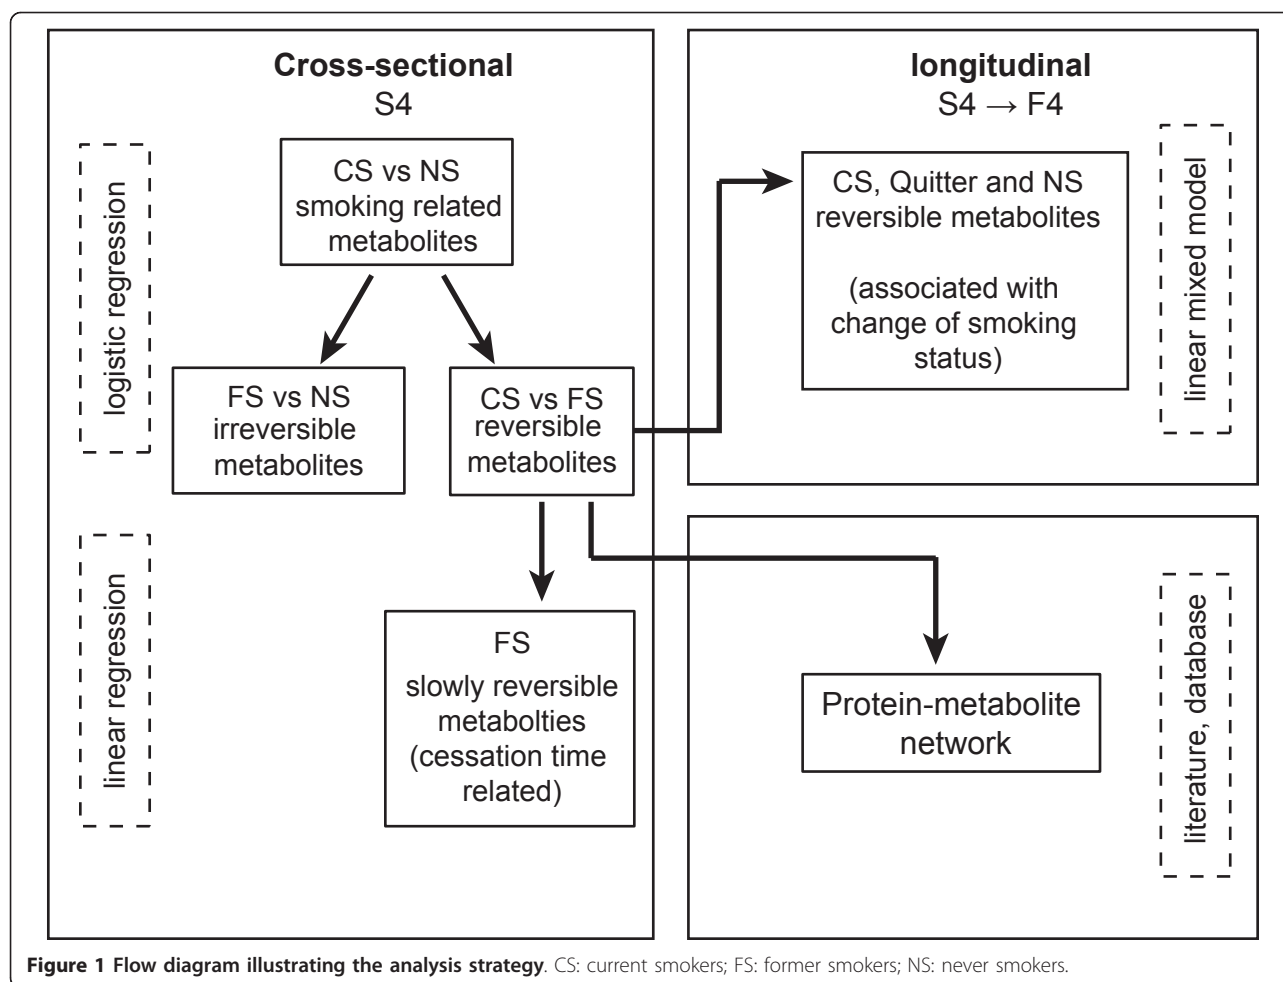 Cross-sectional
S4
logistic regression
CS vs NS
smoking related
metabolites
FS vs NS
irreversible
metabolites
CS vs FS
reversible
metabolites
linear regression
FS
slowly reversible
metabolties
(cessation time
related)
longitudinal
S4 → F4
CS, Quitter and NS
reversible metabolites
(associated with
change of smoking
status)
linear mixed model
Protein-metabolite
network
literature, database
Figure 1 Flow diagram illustrating the analysis strategy. CS: current smokers; FS: former smokers; NS: never smokers.